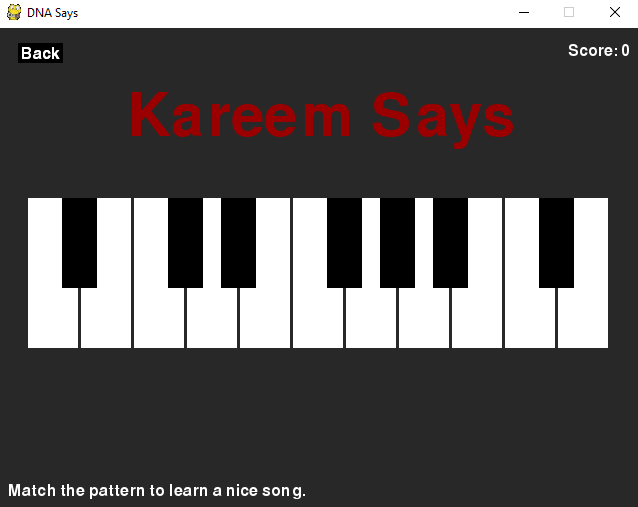 DNA Says
Back
Score: 0
Kareem Says
Match the pattern to learn a nice song.